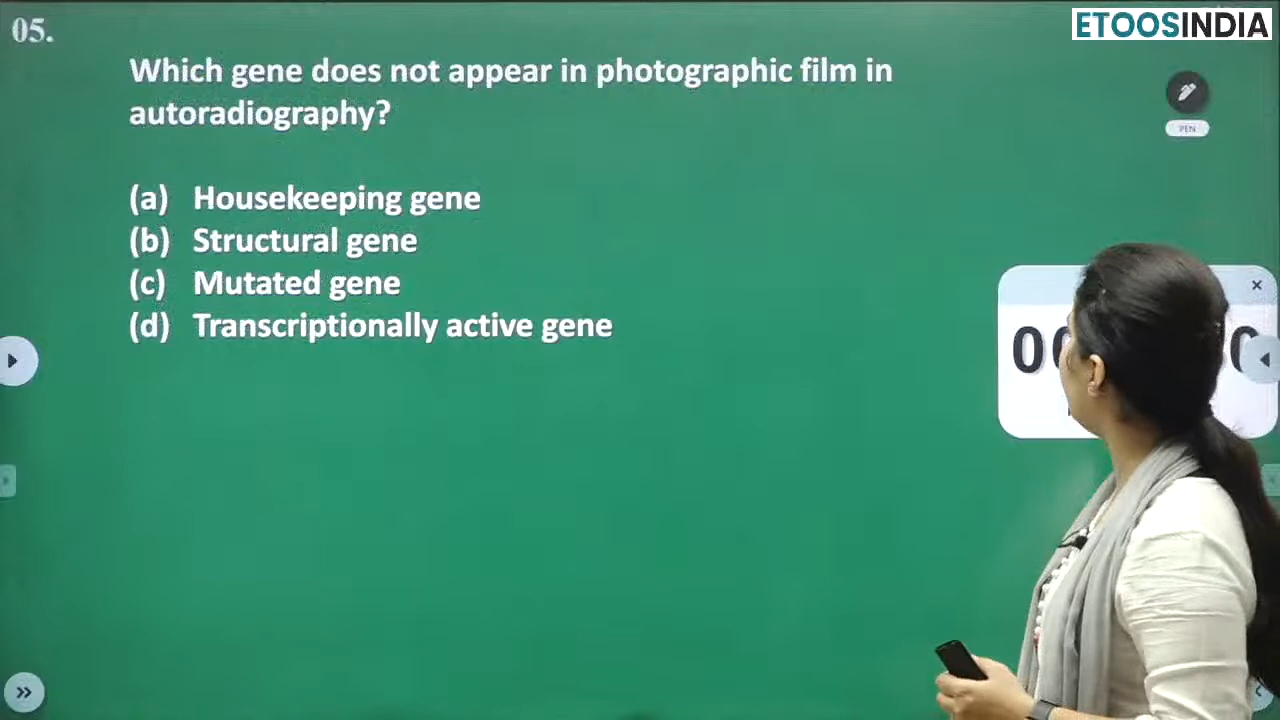 05.
ETOOSINDIA
Which gene does not appear in photographic film in
autoradiography?
PEN
(a) Housekeeping gene
(b) Structural gene
(c) Mutated gene
(d) Transcriptionally active gene